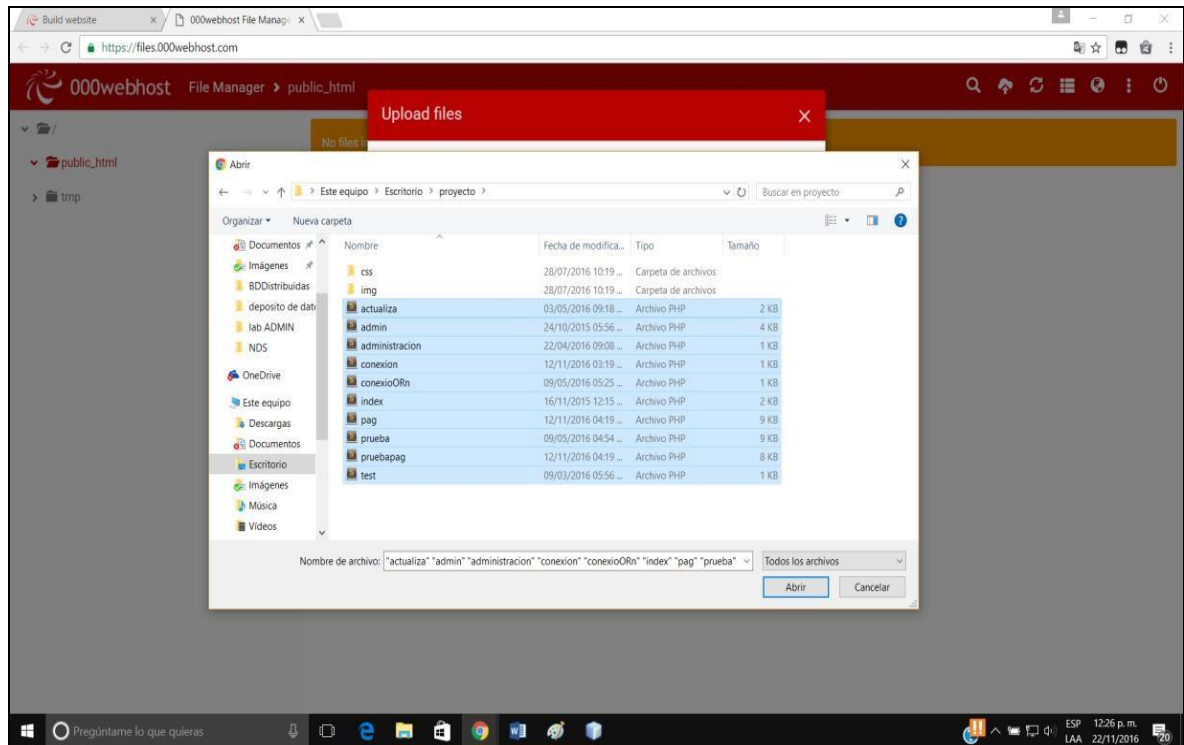 Build website
000webhost File Manage
https://files.000webhost.com
000webhost File Manager > public_html
Upload files
/
No files i
public_html
tmp
Abrir
Este equipo > Escritorio > proyecto >
Buscar en proyecto
Organizar
Nueva carpeta
Nombre Fecha de modifica... Tipo Tamaño
Documentos
Imágenes
BDDistribuidas
deposito de dat
lab ADMIN
NDS
OneDrive
Este equipo
Descargas
Documentos
Escritorio
Imágenes
Música
Vídeos
css 28/07/2016 10:19 ... Carpeta de archivos
img 28/07/2016 10:19 ... Carpeta de archivos
actualiza 03/05/2016 09:18 ... Archivo PHP 2 KB
admin 24/10/2015 05:56 ... Archivo PHP 4 KB
administracion 22/04/2016 09:08 ... Archivo PHP 1 KB
conexion 12/11/2016 03:19 ... Archivo PHP 1 KB
conexioORn 09/05/2016 05:25 ... Archivo PHP 1 KB
index 16/11/2015 12:15 ... Archivo PHP 2 KB
pag 12/11/2016 04:19 ... Archivo PHP 9 KB
prueba 09/05/2016 04:54 ... Archivo PHP 9 KB
pruebapag 12/11/2016 04:19 ... Archivo PHP 8 KB
test 09/03/2016 05:56 ... Archivo PHP 1 KB
Nombre de archivo: "actualiza" "admin" "administracion" "conexion" "conexioORn" "index" "pag" "prueba"
Todos los archivos
Abrir
Cancelar
Pregúntame lo que quieras
ESP 12:26 p. m.
LAA 22/11/2016
20